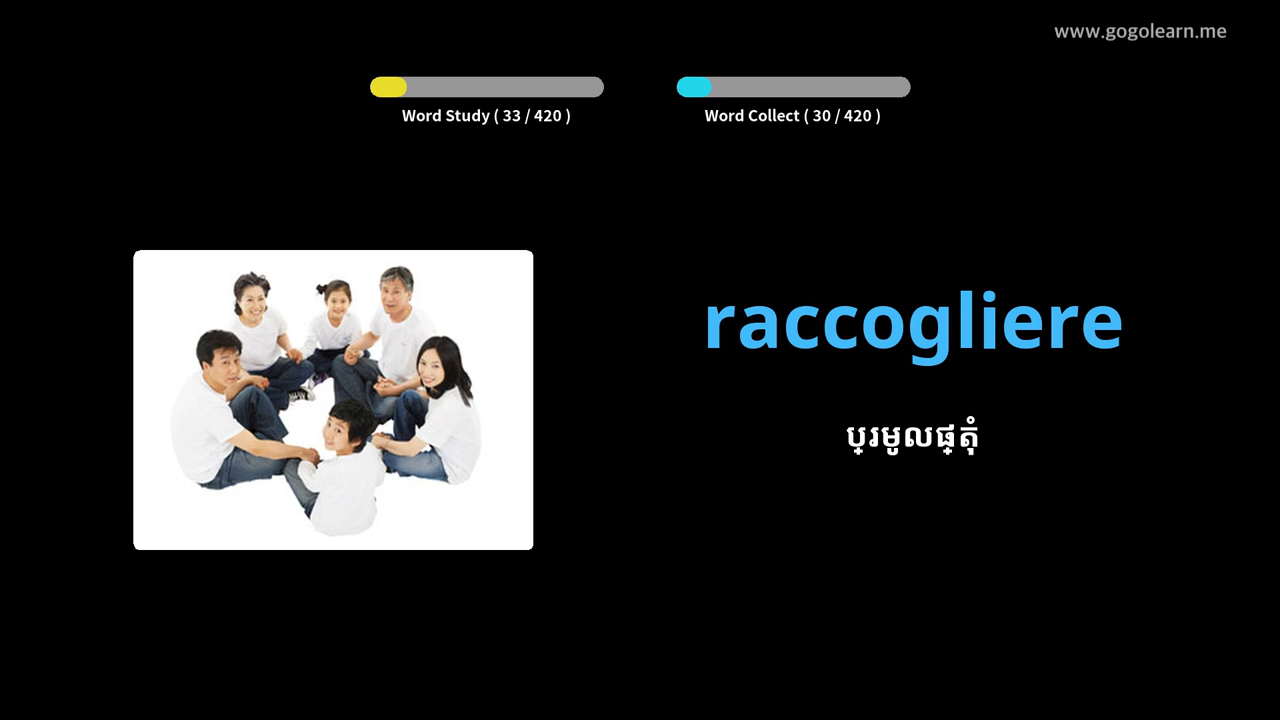 www.gogolearn.me
Word Study ( 33 / 420 )
Word Collect ( 30 / 420 )
raccogliere
ប្រមូលផ្តុំ